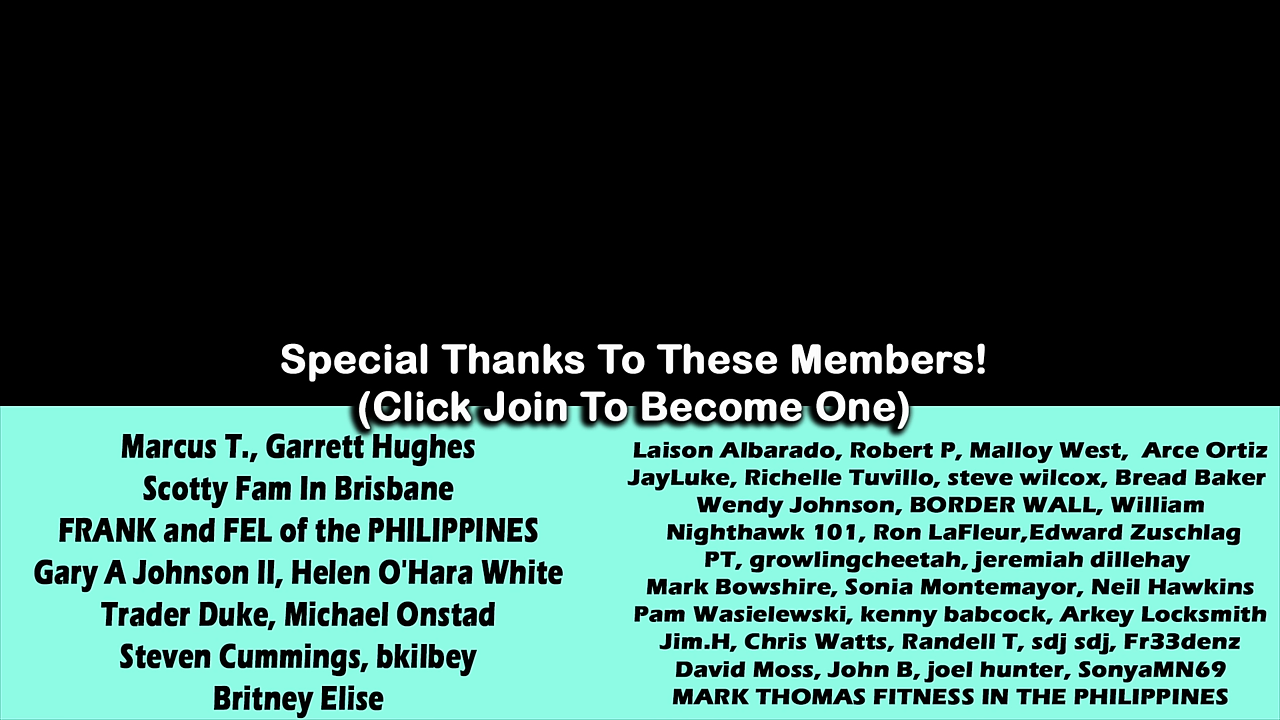 Special Thanks To These Members!
(Click Join To Become One)
Marcus T., Garrett Hughes
Scotty Fam In Brisbane
FRANK and FEL of the PHILIPPINES
Gary A Johnson II, Helen O'Hara White
Trader Duke, Michael Onstad
Steven Cummings, bkilbey
Britney Elise
Laison Albarado, Robert P, Malloy West,  Arce Ortiz
JayLuke, Richelle Tuvillo, steve wilcox, Bread Baker
Wendy Johnson, BORDER WALL, William
Nighthawk 101, Ron LaFleur,Edward Zuschlag
PT, growlingcheetah, jeremiah dillehay
Mark Bowshire, Sonia Montemayor, Neil Hawkins
Pam Wasielewski, kenny babcock, Arkey Locksmith
Jim.H, Chris Watts, Randell T, sdj sdj, Fr33denz
David Moss, John B, joel hunter, SonyaMN69
MARK THOMAS FITNESS IN THE PHILIPPINES